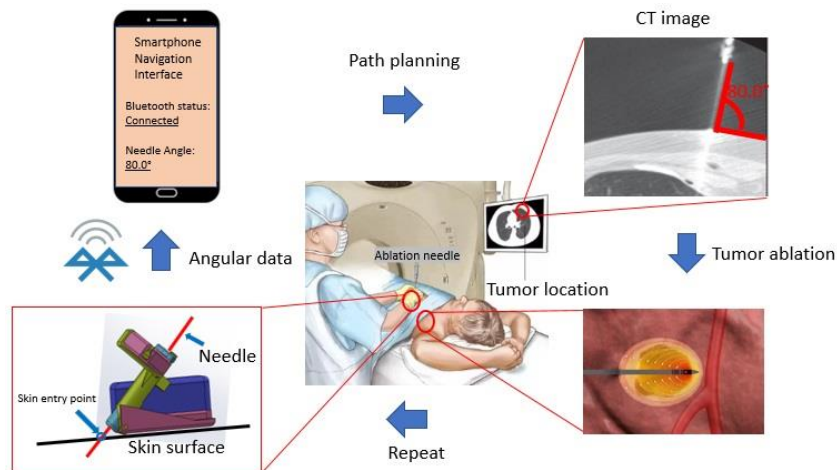 Smartphone
Navigation
Interface
Bluetooth status:
Connected
Needle Angle:
80.0°
Path planning
CT image
80.0°
Angular data
Ablation needle
Tumor location
Tumor ablation
Needle
Skin entry point
Skin surface
Repeat